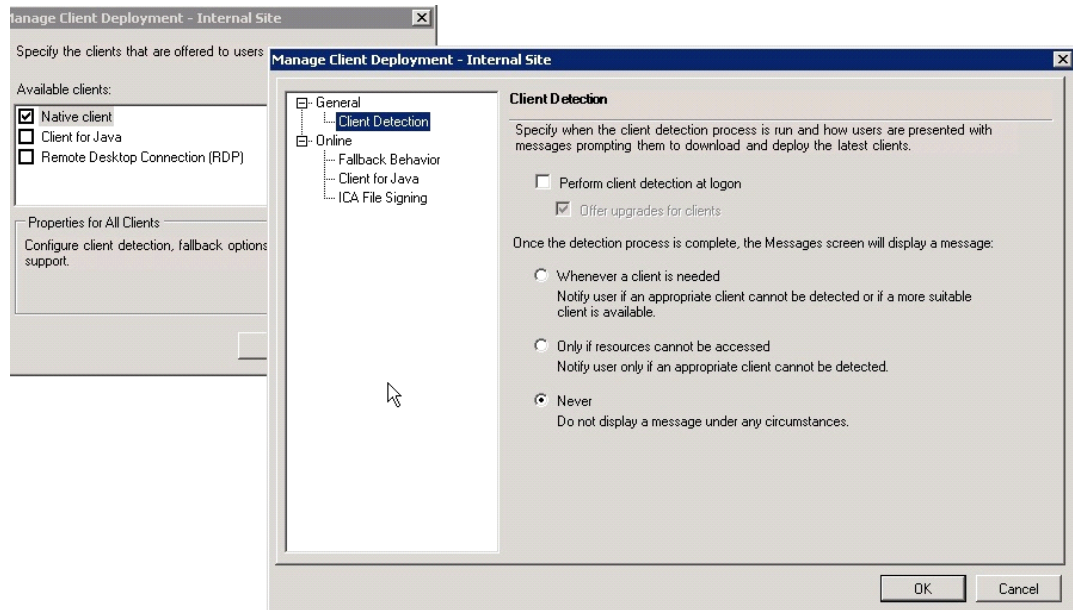 Manage Client Deployment - Internal Site
Specify the clients that are offered to users
Available clients:
Native client
Client for Java
Remote Desktop Connection (RDP)
Properties for All Clients
Configure client detection, fallback options
support.
Manage Client Deployment - Internal Site
General
Client Detection
Online
Fallback Behavior
Client for Java
ICA File Signing
Client Detection
Specify when the client detection process is run and how users are presented with
messages prompting them to download and deploy the latest clients.
Perform client detection at logon
Offer upgrades for clients
Once the detection process is complete, the Messages screen will display a message:
Whenever a client is needed
Notify user if an appropriate client cannot be detected or if a more suitable
client is available.
Only if resources cannot be accessed
Notify user only if an appropriate client cannot be detected.
Never
Do not display a message under any circumstances.
OK
Cancel